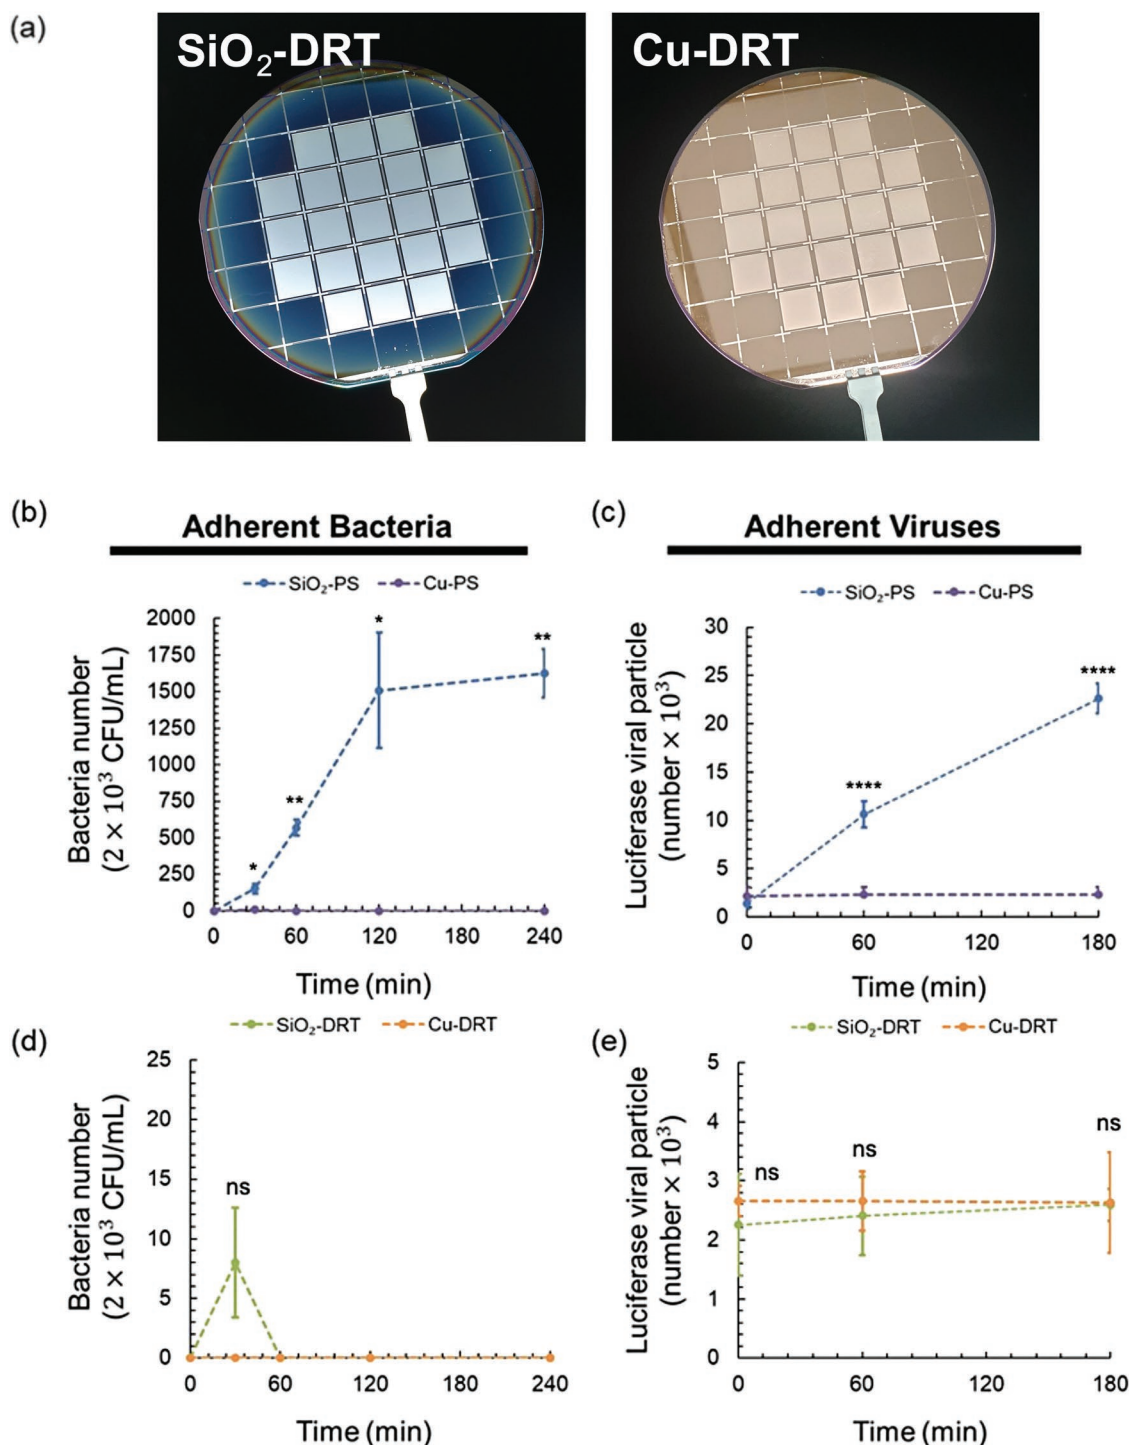 (a)
SiO₂-DRT
Cu-DRT
(b)
Adherent Bacteria
SiO₂-PS
Cu-PS
Bacteria number
(2 × 10³ CFU/mL)
2000
1750
1500
1250
1000
750
500
250
0
*
**
*
**
0
60
120
180
240
Time (min)
(c)
Adherent Viruses
SiO₂-PS
Cu-PS
Luciferase viral particle
(number × 10³)
30
25
20
15
10
5
0
****
****
0
60
120
180
Time (min)
(d)
SiO₂-DRT
Cu-DRT
Bacteria number
(2 × 10³ CFU/mL)
25
20
15
10
5
0
ns
0
60
120
180
240
Time (min)
(e)
SiO₂-DRT
Cu-DRT
Luciferase viral particle
(number × 10³)
5
4
3
2
1
0
ns
ns
ns
0
60
120
180
Time (min)